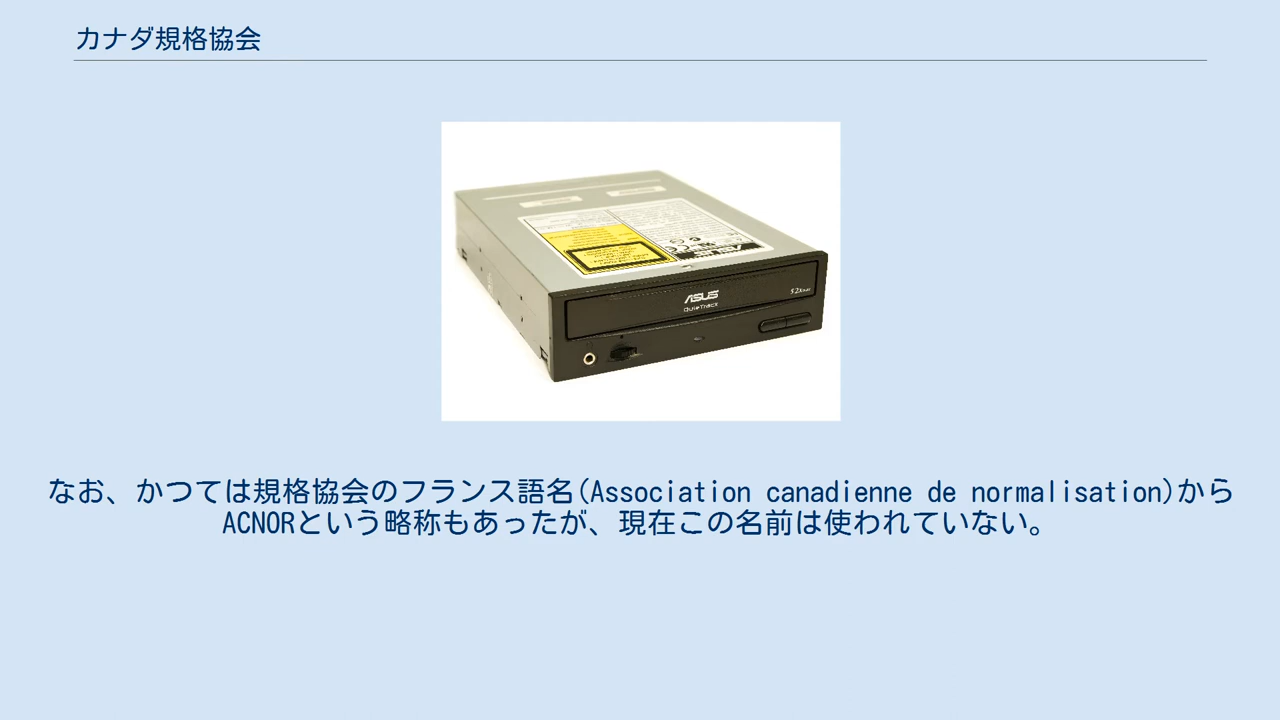 カナダ規格協会
ASUS
QuieTrack
52X
なお、かつては規格協会のフランス語名(Association canadienne de normalisation)から
ACNORという略称もあったが、現在この名前は使われていない。